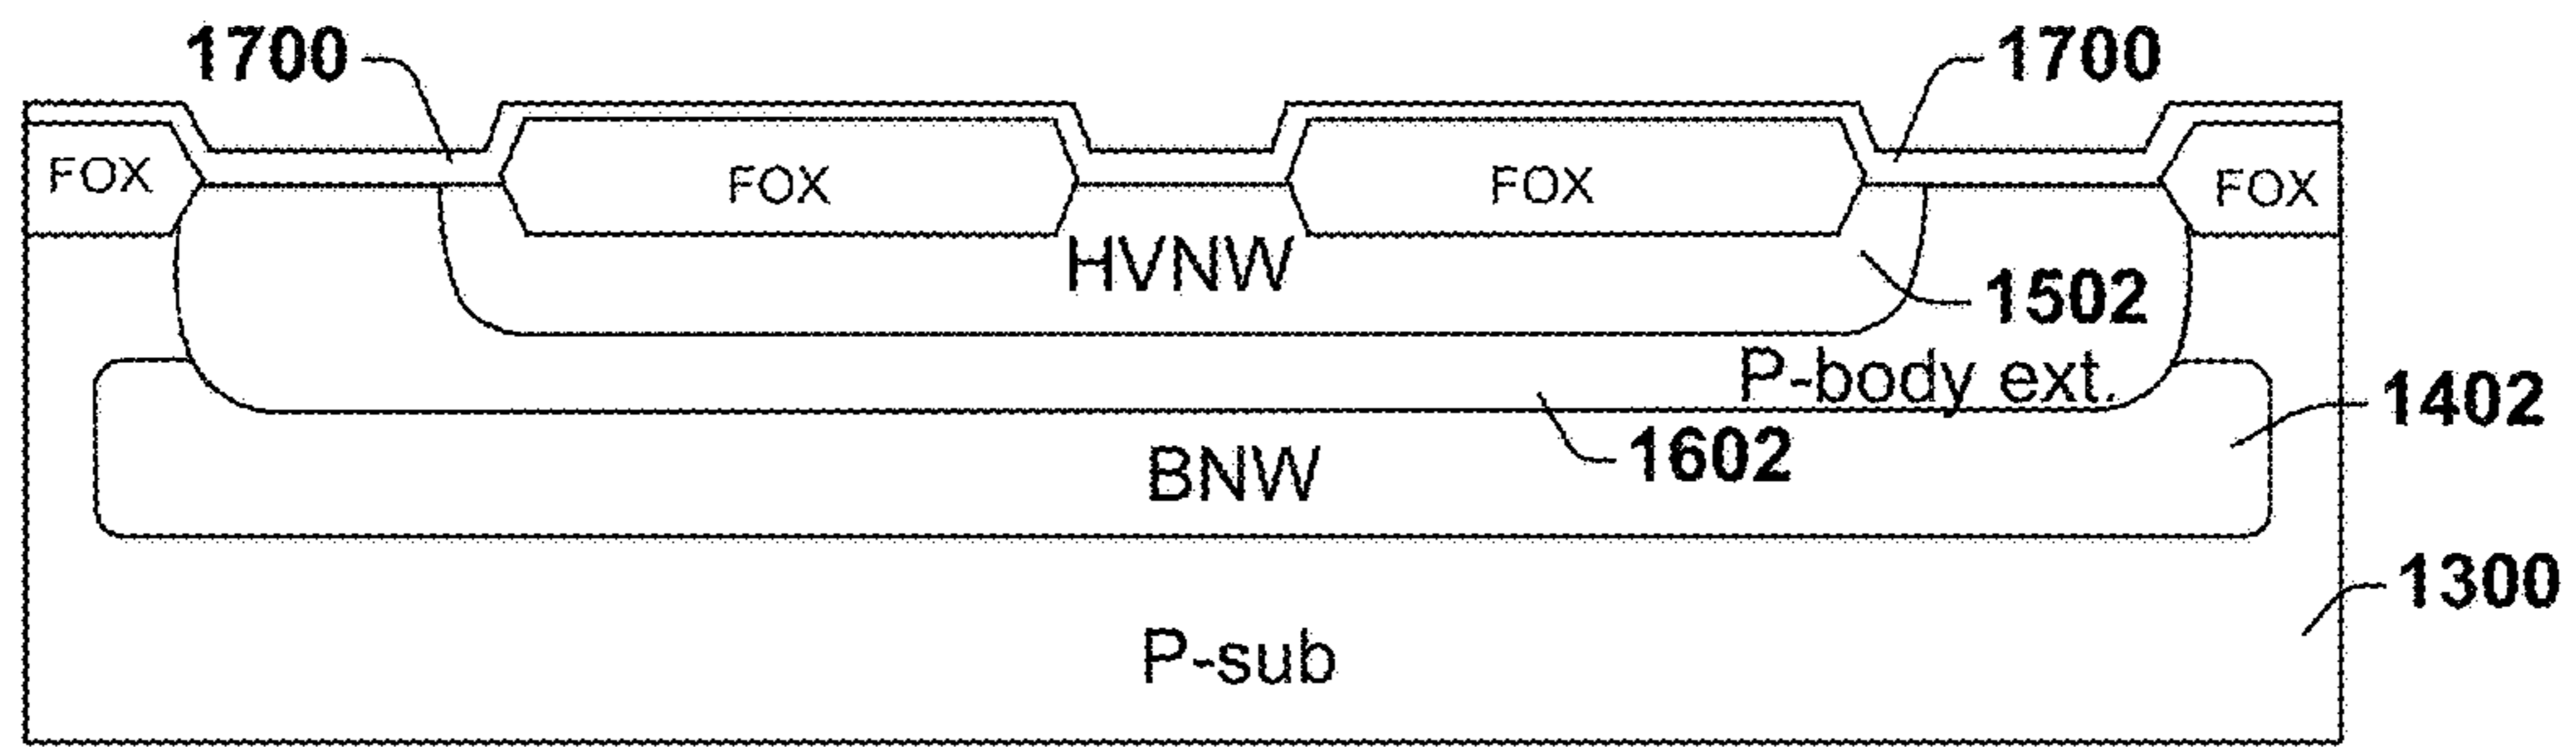 1700 1700
FOX FOX FOX FOX
HVNW
1502
P-body ext.
1402
1602
BNW
1300
P-sub